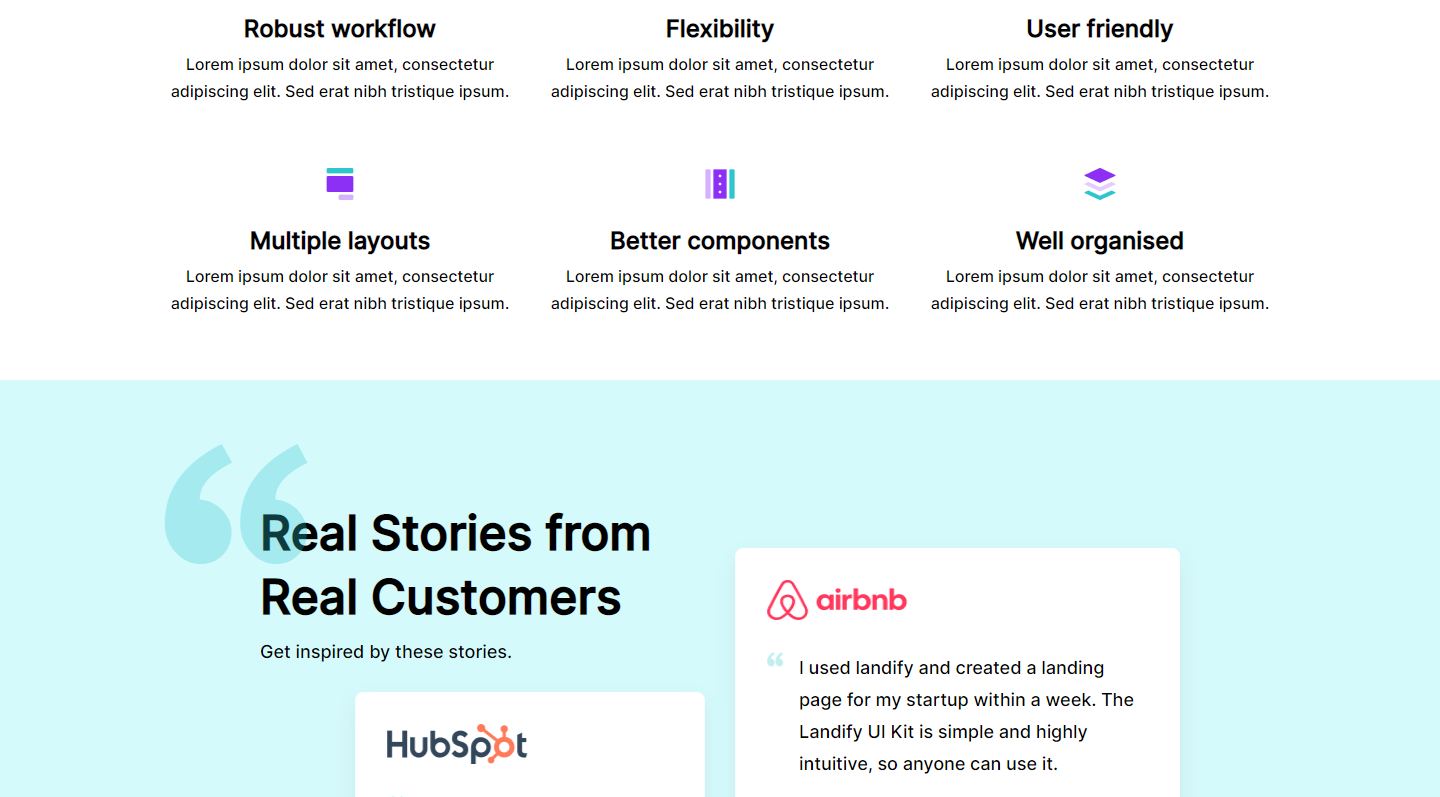 Robust workflow
Lorem ipsum dolor sit amet, consectetur
adipiscing elit. Sed erat nibh tristique ipsum.
Flexibility
Lorem ipsum dolor sit amet, consectetur
adipiscing elit. Sed erat nibh tristique ipsum.
User friendly
Lorem ipsum dolor sit amet, consectetur
adipiscing elit. Sed erat nibh tristique ipsum.
Multiple layouts
Lorem ipsum dolor sit amet, consectetur
adipiscing elit. Sed erat nibh tristique ipsum.
Better components
Lorem ipsum dolor sit amet, consectetur
adipiscing elit. Sed erat nibh tristique ipsum.
Well organised
Lorem ipsum dolor sit amet, consectetur
adipiscing elit. Sed erat nibh tristique ipsum.
“
Real Stories from
Real Customers
Get inspired by these stories.
HubSpot
airbnb
“
I used landify and created a landing
page for my startup within a week. The
Landify UI Kit is simple and highly
intuitive, so anyone can use it.